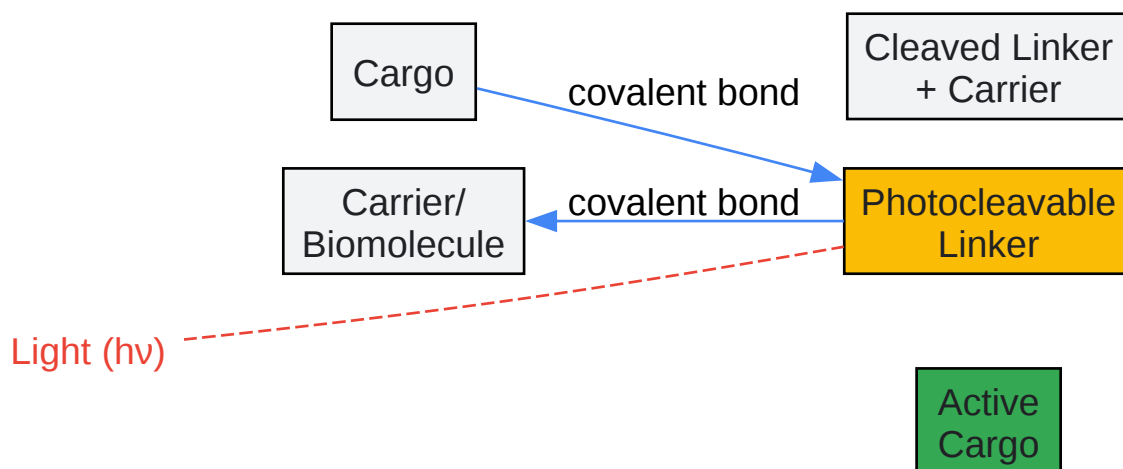 Cargo
covalent bond
Cleaved Linker
+ Carrier
Carrier/
Biomolecule
covalent bond
Photocleavable
Linker
Light (hν)
Active
Cargo